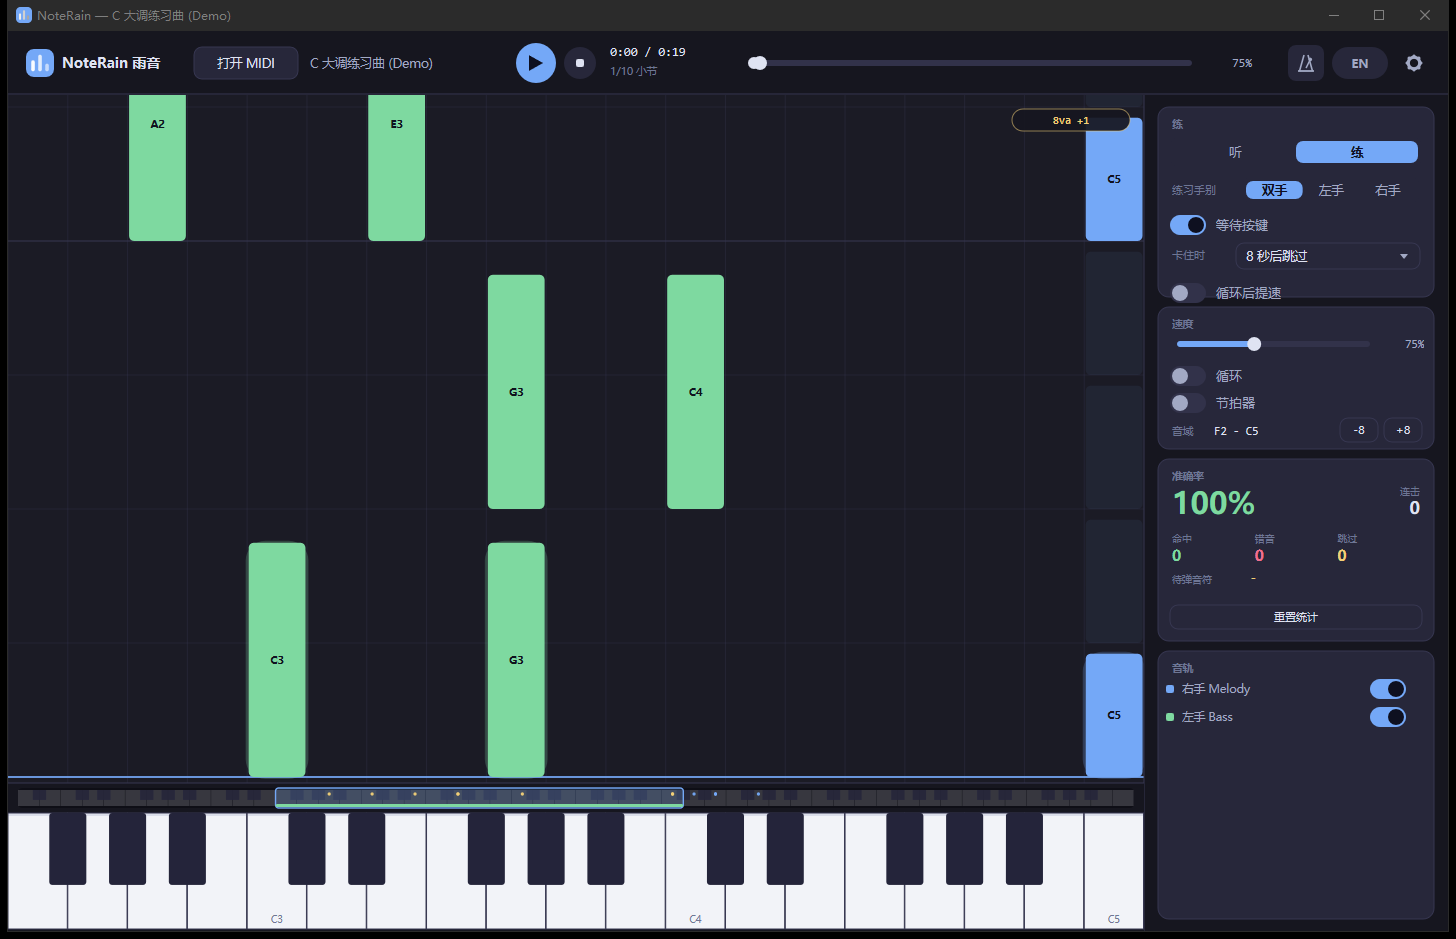 NoteRain — C 大调练习曲 (Demo)
NoteRain 雨音
打开 MIDI
C 大调练习曲 (Demo)
0:00 / 0:19
1/10 小节
75%
EN
A2
E3
8va +1
C5
G3
C4
C3
G3
C5
C3
C4
C5
练
听
练
练习手别
双手
左手
右手
等待按键
卡住时
8 秒后跳过
循环后提速
速度
75%
循环
节拍器
音域
F2 - C5
-8
+8
准确率
100%
连击
0
命中
错音
跳过
0
0
0
待弹音符
-
重置统计
音轨
右手 Melody
左手 Bass